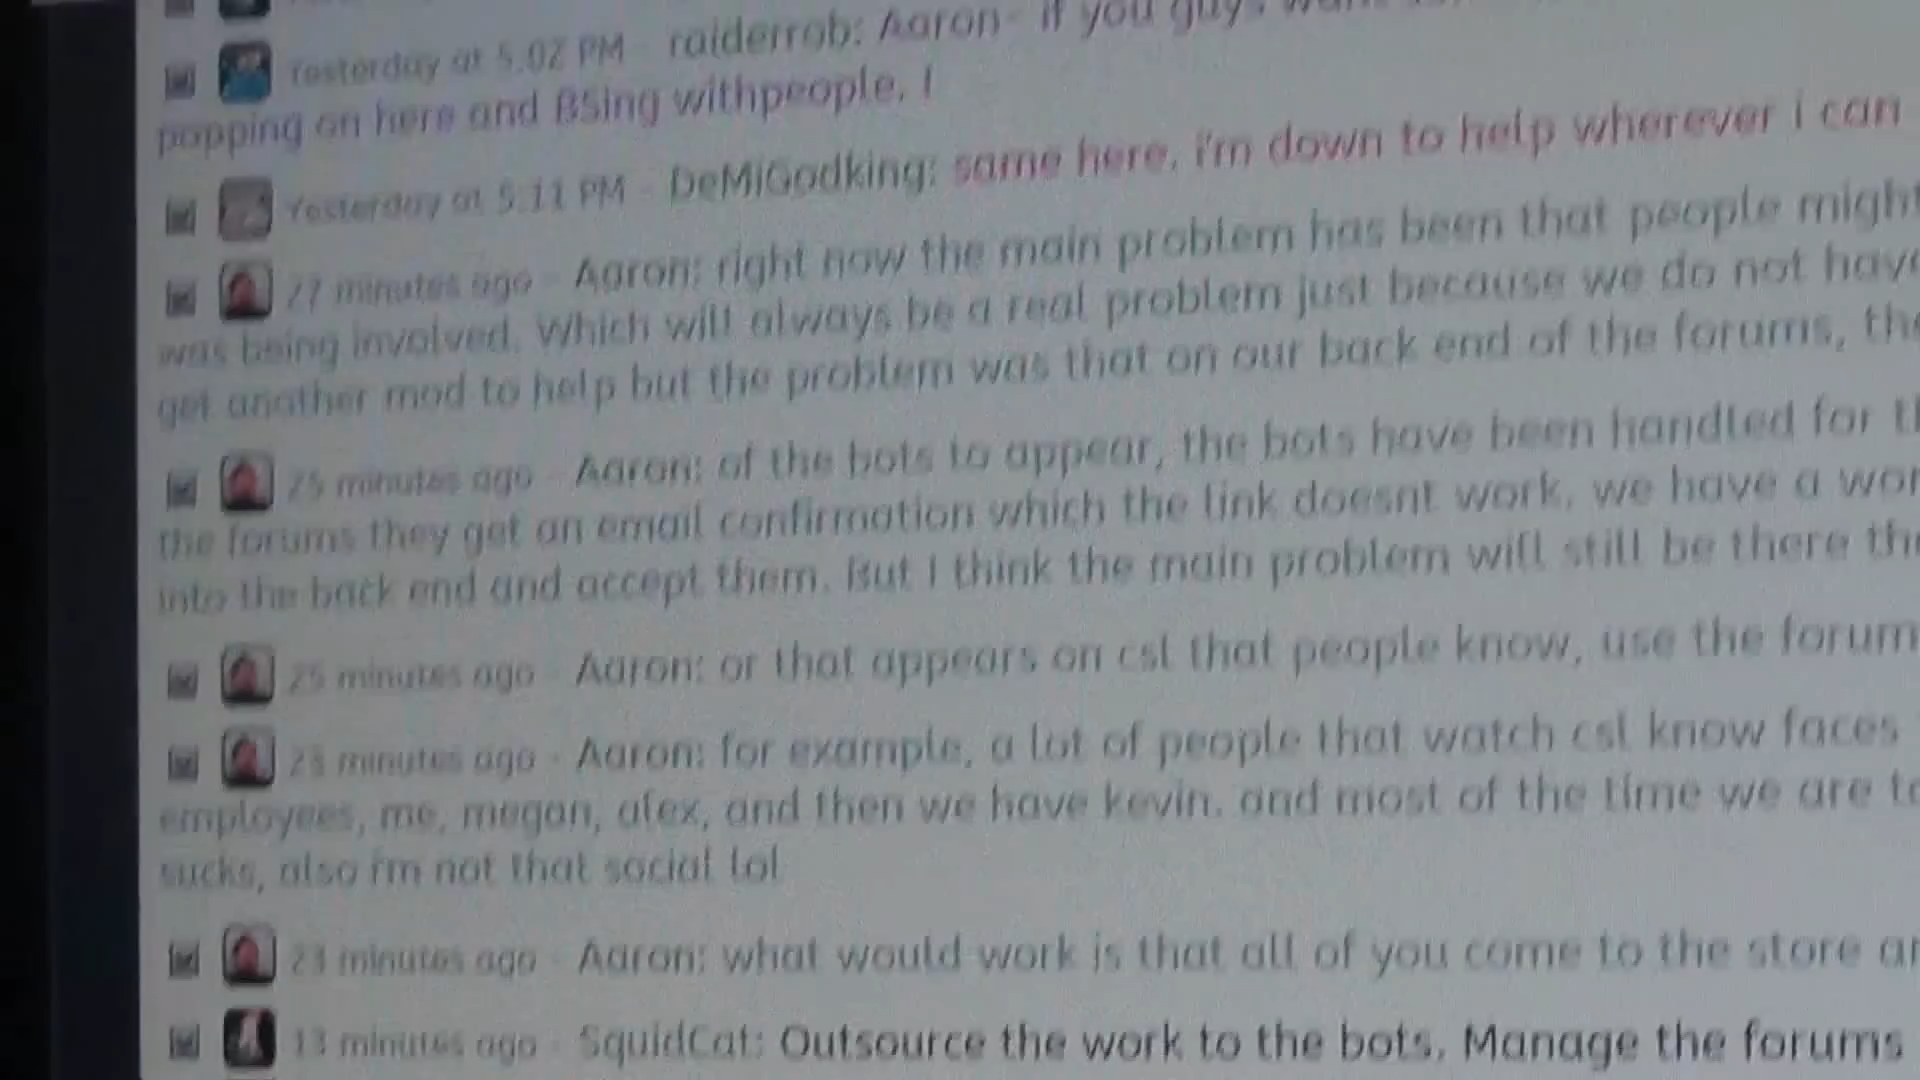 Yesterday at 5:02 PM - raiderrob: Aaron- if you guys
popping on here and BSing withpeople, I
Yesterday at 5:11 PM - DeMiGodking: same here, i'm down to help wherever i can
27 minutes ago - Aaron: right now the main problem has been that people might
was being involved. Which will always be a real problem just because we do not have
get another mod to help but the problem was that on our back end of the forums, the
25 minutes ago - Aaron: of the bots to appear, the bots have been handled for
the forums they get an email confirmation which the link doesnt work, we have a
into the back end and accept them. But I think the main problem will still be there
25 minutes ago - Aaron: or that appears on csl that people know, use the forum
23 minutes ago - Aaron: for example, a lot of people that watch csl know faces
employees, me, megan, alex, and then we have kevin. and most of the time we are
sucks, also i'm not that social lol
23 minutes ago - Aaron: what would work is that all of you come to the store
13 minutes ago - SquidCat: Outsource the work to the bots. Manage the forums